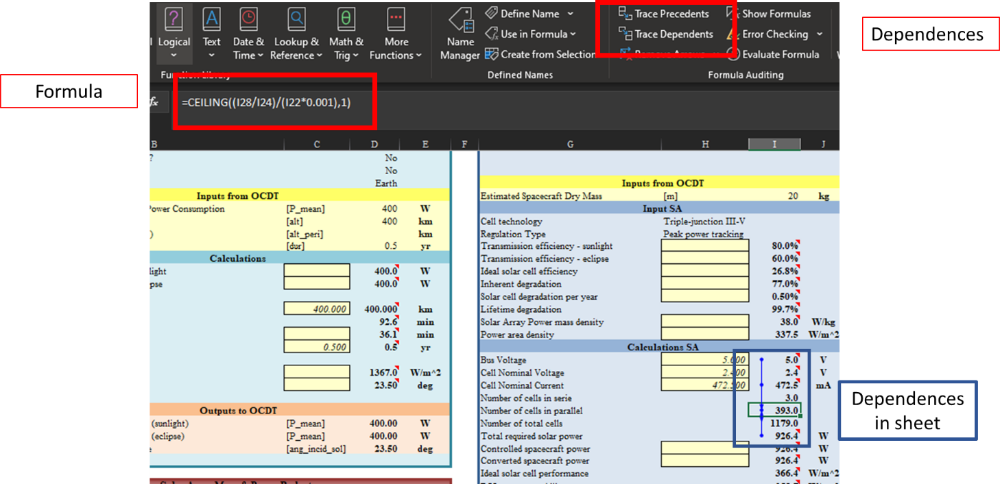 Logical
Text
Date &
Time
Lookup &
Reference
Math &
Trig
More
Functions
Name
Manager
Define Name
Use in Formula
Create from Selection
Trace Precedents
Trace Dependents
Remove Arrows
Show Formulas
Error Checking
Evaluate Formula
Function Library
Defined Names
Formula Auditing
Dependences
Formula
fx =CEILING((I28/I24)/(I22*0.001),1)
B C D E F G H I J
? No
No
Earth
Inputs from OCDT
Power Consumption [P_mean] 400 W
[alt] 400 km
) [alt_peri] km
[dur] 0.5 yr
Calculations
light 400.0 W
pse 400.0 W
400.000 400.000 km
92.6 min
36.1 min
0.500 0.5 yr
1367.0 W/m^2
23.50 deg
Outputs to OCDT
(sunlight) [P_mean] 400.00 W
(eclipse) [P_mean] 400.00 W
[ang_incid_sol] 23.50 deg
Inputs from OCDT
Estimated Spacecraft Dry Mass [m] 20 kg
Input SA
Cell technology Triple-junction III-V
Regulation Type Peak power tracking
Transmission efficiency - sunlight 80.0%
Transmission efficiency - eclipse 60.0%
Ideal solar cell efficiency 26.8%
Inherent degradation 77.0%
Solar cell degradation per year 0.50%
Lifetime degradation 99.7%
Solar Array Power mass density 38.0 W/kg
Power area density 337.5 W/m^2
Calculations SA
Bus Voltage 5.000 5.0 V
Cell Nominal Voltage 2.400 2.4 V
Cell Nominal Current 472.500 472.5 mA
Number of cells in serie 3.0
Number of cells in parallel 393.0
Number of total cells 1179.0
Total required solar power 926.4 W
Controlled spacecraft power 926.4 W
Converted spacecraft power 926.4 W
Ideal solar cell performance 366.4 W/m^2
Dependences
in sheet